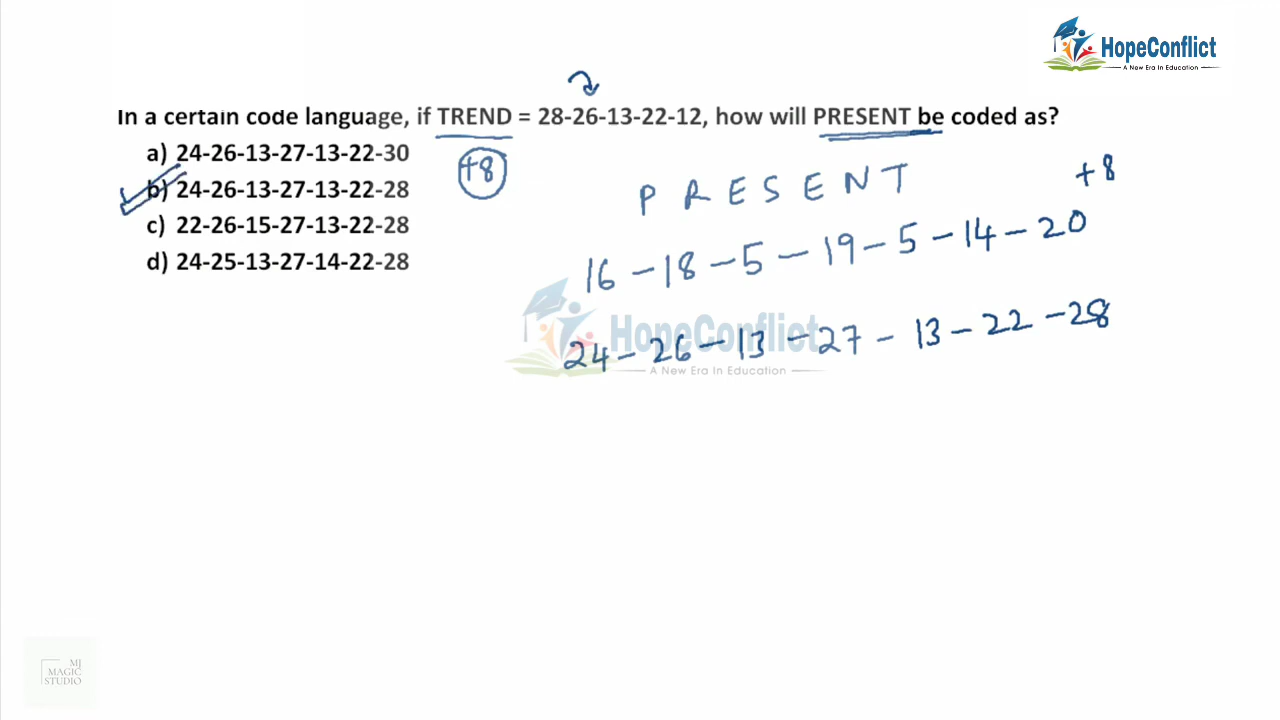 HopeConflict
A New Era In Education
In a certain code language, if TREND = 28-26-13-22-12, how will PRESENT be coded as?
a) 24-26-13-27-13-22-30
b) 24-26-13-27-13-22-28
c) 22-26-15-27-13-22-28
d) 24-25-13-27-14-22-28
+8
P R E S E N T
+8
16 - 18 - 5 - 19 - 5 - 14 - 20
24 - 26 - 13 - 27 - 13 - 22 - 28
HopeConflict
A New Era In Education
MJ
MAGIC
STUDIO